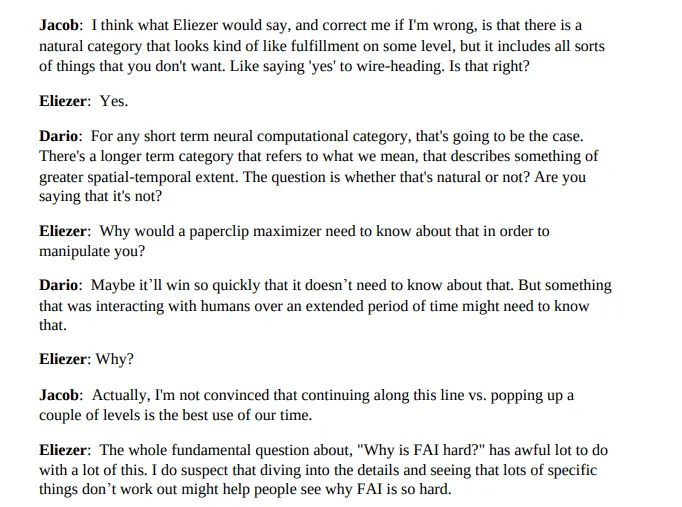 Jacob:  I think what Eliezer would say, and correct me if I'm wrong, is that there is a
natural category that looks kind of like fulfillment on some level, but it includes all sorts
of things that you don't want. Like saying 'yes' to wire-heading. Is that right?
Eliezer:  Yes.
Dario:  For any short term neural computational category, that's going to be the case.
There's a longer term category that refers to what we mean, that describes something of
greater spatial-temporal extent. The question is whether that's natural or not? Are you
saying that it's not?
Eliezer:  Why would a paperclip maximizer need to know about that in order to
manipulate you?
Dario:  Maybe it’ll win so quickly that it doesn’t need to know about that. But something
that was interacting with humans over an extended period of time might need to know
that.
Eliezer: Why?
Jacob:  Actually, I'm not convinced that continuing along this line vs. popping up a
couple of levels is the best use of our time.
Eliezer:  The whole fundamental question about, "Why is FAI hard?" has awful lot to do
with a lot of this. I do suspect that diving into the details and seeing that lots of specific
things don’t work out might help people see why FAI is so hard.